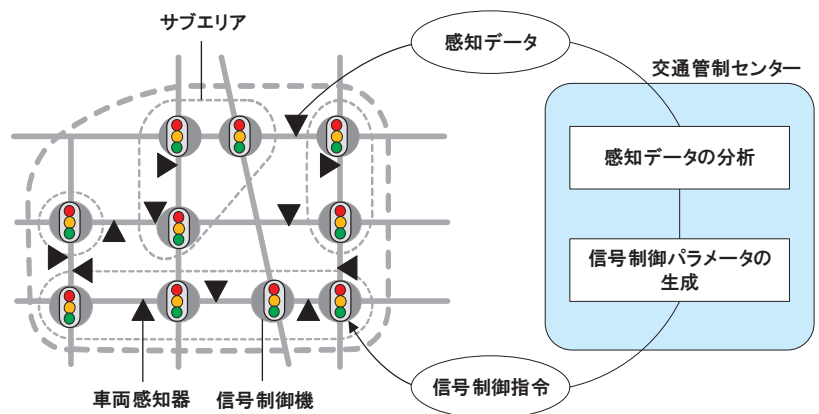 サブエリア
感知データ
交通管制センター
感知データの分析
信号制御パラメータの
生成
信号制御指令
車両感知器
信号制御機